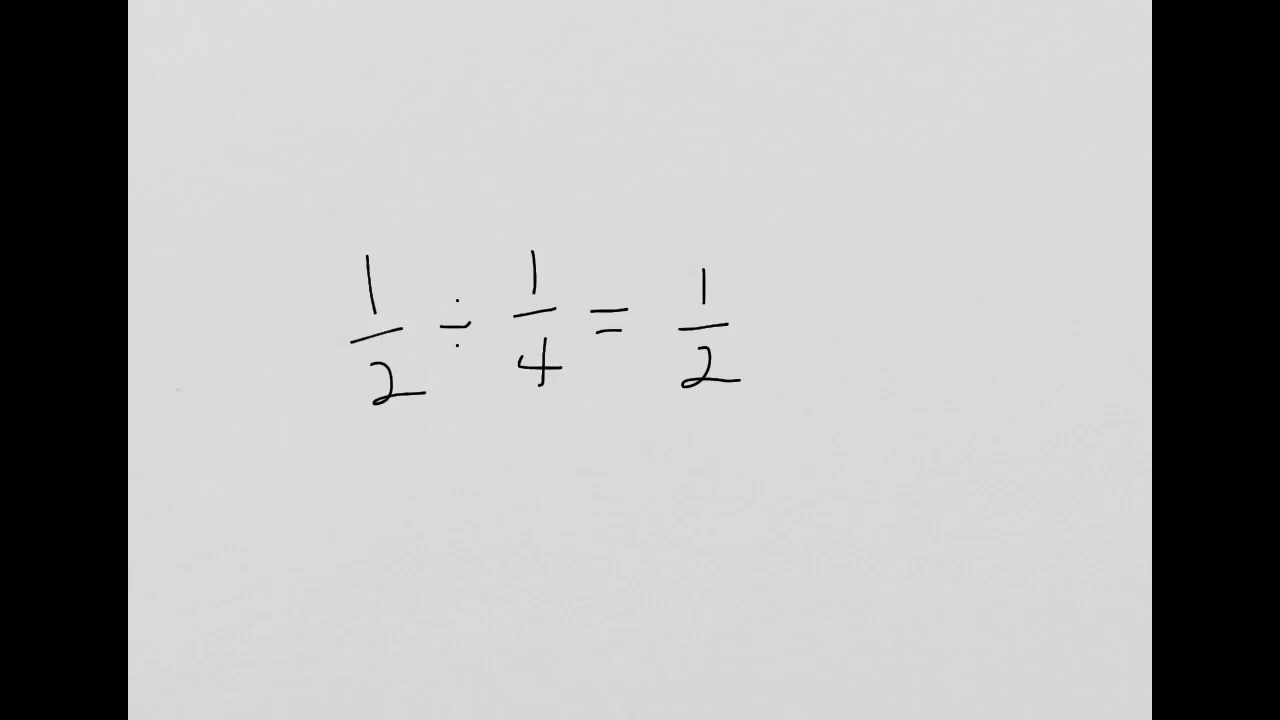 1/2 ÷ 1/4 = 1/2